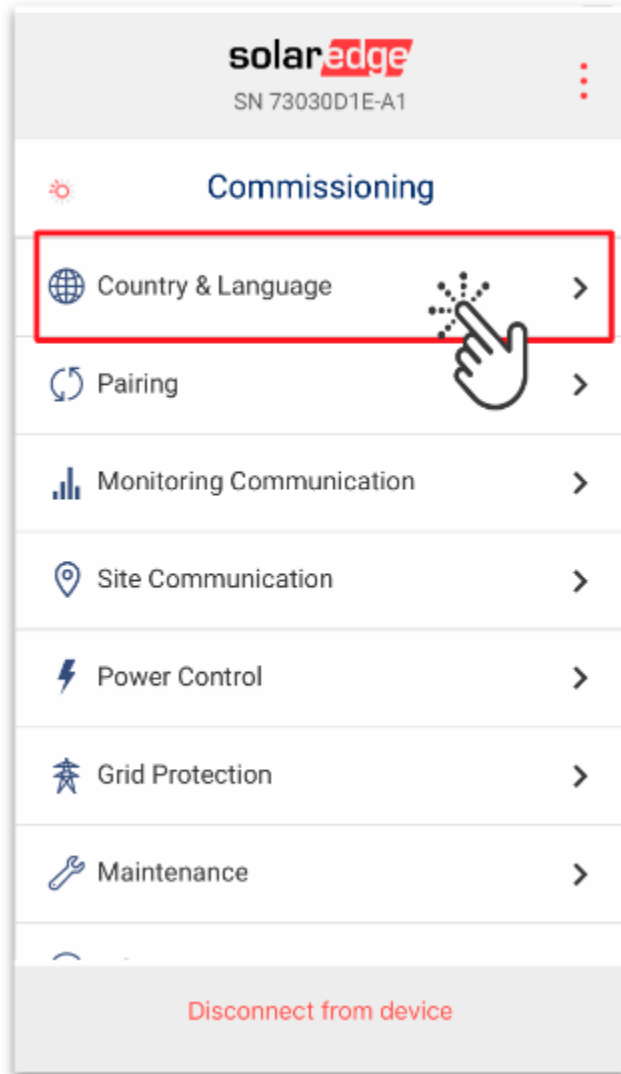 solaredge
SN 73030D1E-A1
Commissioning
Country & Language
Pairing
Monitoring Communication
Site Communication
Power Control
Grid Protection
Maintenance
Disconnect from device